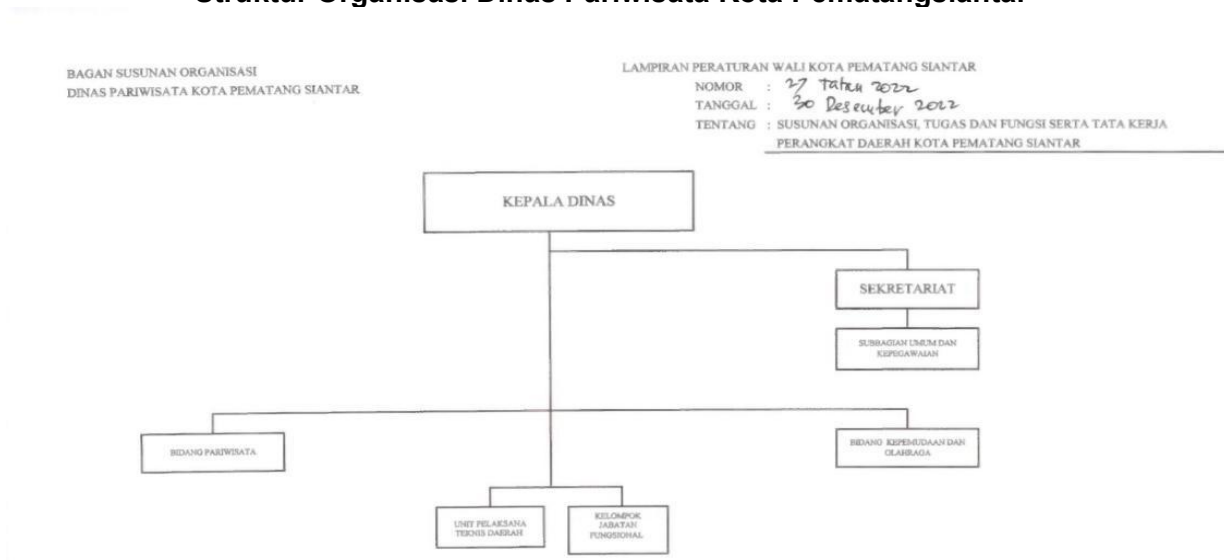 Struktur Organisasi Dinas Pariwisata Kota Pematangsiantar
BAGAN SUSUNAN ORGANISASI
DINAS PARIWISATA KOTA PEMATANG SIANTAR
LAMPIRAN PERATURAN WALI KOTA PEMATANG SIANTAR
NOMOR : 27 Tahun 2022
TANGGAL : 30 Desember 2022
TENTANG : SUSUNAN ORGANISASI, TUGAS DAN FUNGSI SERTA TATA KERJA
PERANGKAT DAERAH KOTA PEMATANG SIANTAR
KEPALA DINAS
SEKRETARIAT
SUBBAGIAN UMUM DAN
KEPEGAWAIAN
BIDANG PARIWISATA
BIDANG KEPEMUDAAN DAN
OLAHRAGA
UNIT PELAKSANA
TEKNIS DAERAH
KELOMPOK
JABATAN
FUNGSIONAL